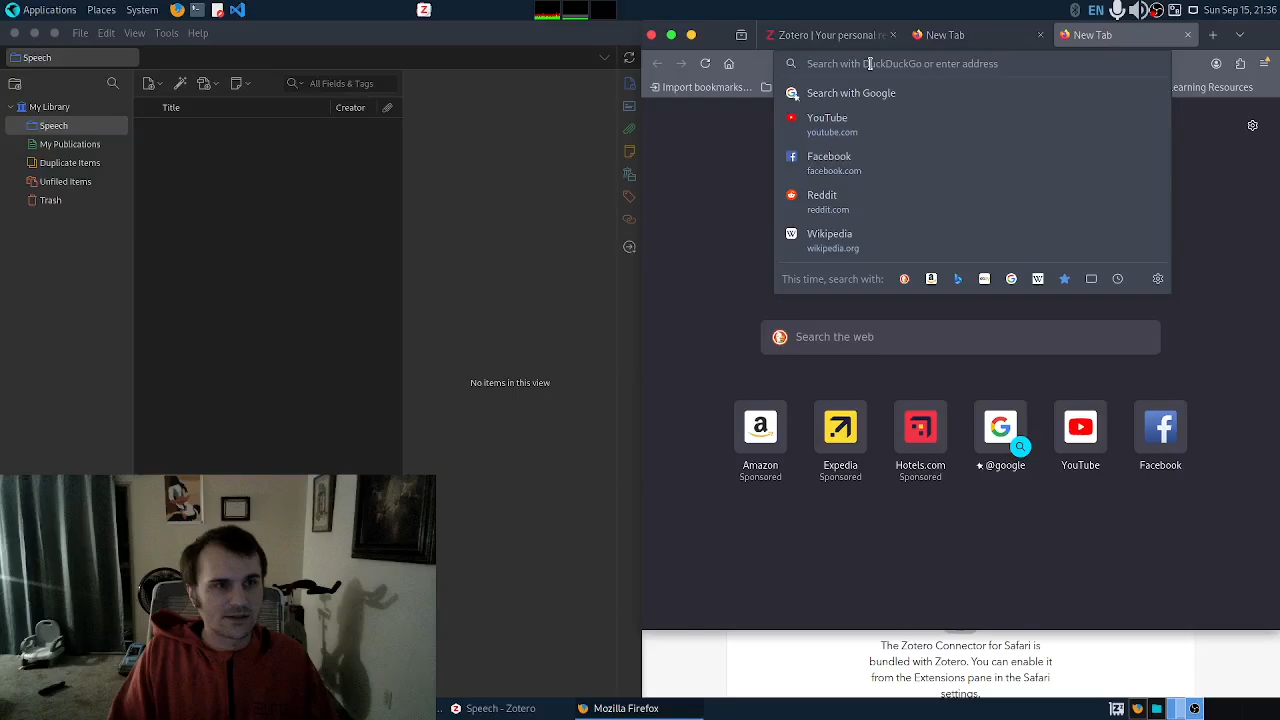 Applications Places System
EN Sun Sep 15, 21:36
File Edit View Tools Help
Speech
All Fields & Tags
Title Creator
My Library
Speech
My Publications
Duplicate Items
Unfiled Items
Trash
No items in this view
Zotero | Your personal re
New Tab
New Tab
Search with DuckDuckGo or enter address
Import bookmarks...
earning Resources
Search with Google
YouTube
youtube.com
Facebook
facebook.com
Reddit
reddit.com
Wikipedia
wikipedia.org
This time, search with:
Search the web
Amazon
Sponsored
Expedia
Sponsored
Hotels.com
Sponsored
@google
YouTube
Facebook
The Zotero Connector for Safari is
bundled with Zotero. You can enable it
from the Extensions pane in the Safari
settings.
Speech - Zotero
Mozilla Firefox